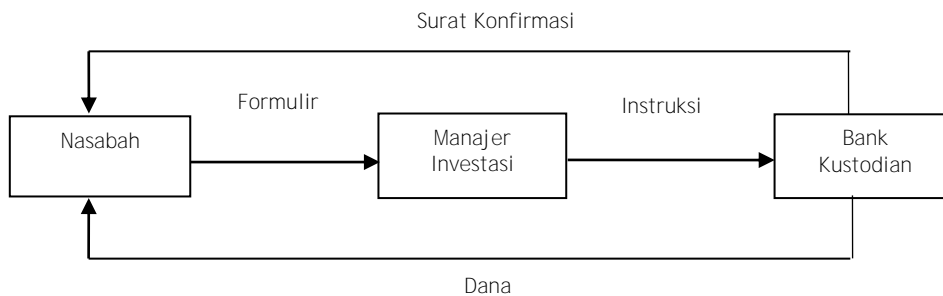 Surat Konfirmasi
Formulir
Instruksi
Nasabah
Manajer
Investasi
Bank
Kustodian
Dana